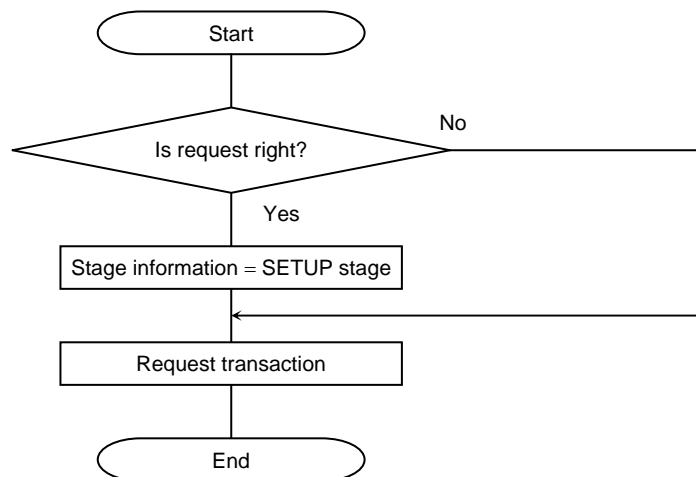 Start
Is request right?
No
Yes
Stage information = SETUP stage
Request transaction
End